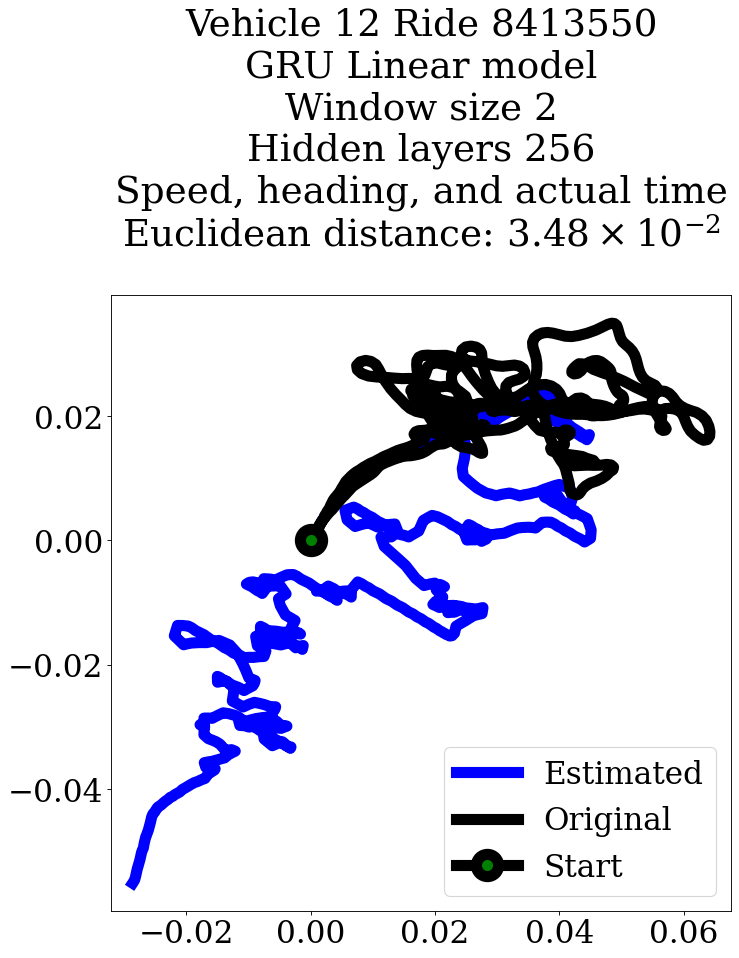 Vehicle 12 Ride 8413550
GRU Linear model
Window size 2
Hidden layers 256
Speed, heading, and actual time
Euclidean distance: 3.48 × 10⁻²
0.02
0.00
−0.02
−0.04
Estimated
Original
Start
−0.02 0.00 0.02 0.04 0.06